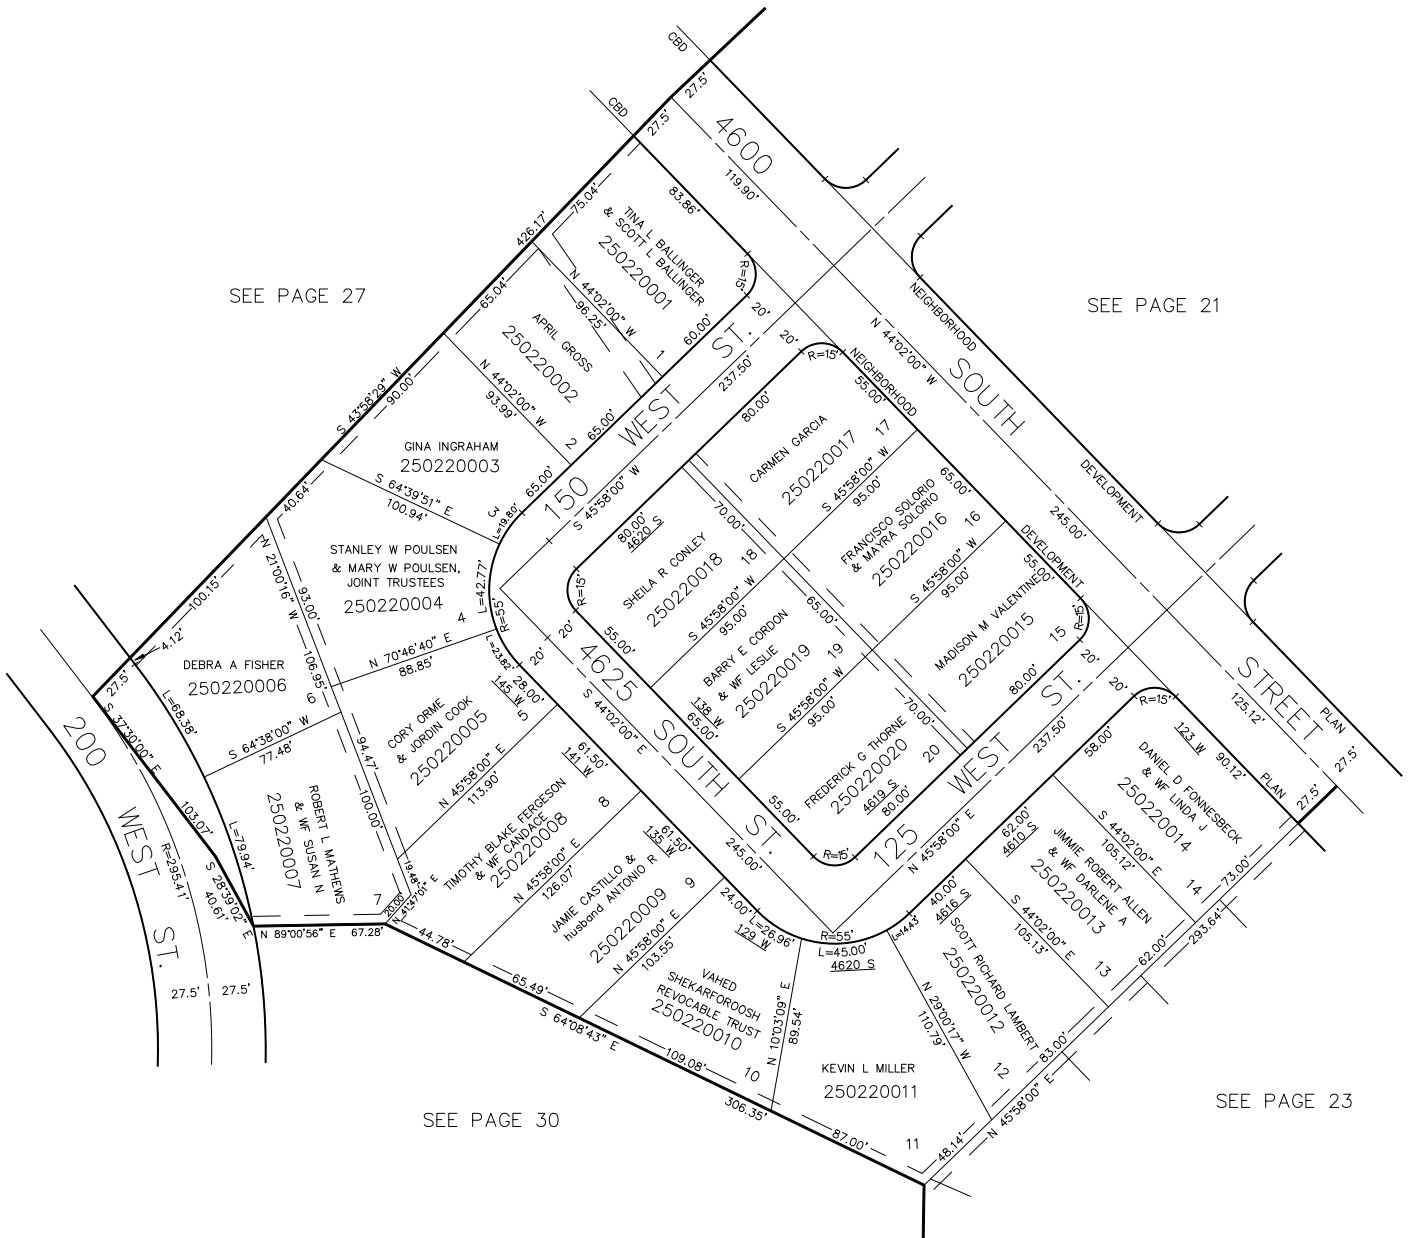 CBD
27.5'
CBD
27.5'
4600
119.90'
83.86'
75.04'
426.17'
TINA L BALLINGER
& SCOTT L BALLINGER
250220001
R=15'
N 44°02'00" W
96.25'
1
60.00'
20'
SEE PAGE 27
SEE PAGE 21
65.04'
APRIL GROSS
250220002
N 44°02'00" W
93.99'
2
65.00'
WEST
ST.
237.50'
20'
R=15'
NEIGHBORHOOD
55.00'
N 44°02'00" W
NEIGHBORHOOD
SOUTH
S 43°58'29" W
90.00'
GINA INGRAHAM
250220003
S 64°39'51" E
100.94'
3
L=19.80'
65.00'
150
S 45°58'00" W
80.00'
CARMEN GARCIA
250220017
17
S 45°58'00" W
95.00'
65.00'
DEVELOPMENT
245.00'
40.64'
STANLEY W POULSEN
& MARY W POULSEN,
JOINT TRUSTEES
250220004
4
L=42.77'
R=55'
N 21°00'16" W
93.00'
106.95'
N 70°46'40" E
88.85'
80.00'
4620 S
R=15'
70.00'
SHEILA R CONLEY
250220018
18
S 45°58'00" W
95.00'
FRANCISCO SOLORIO
& MAYRA SOLORIO
250220016
16
S 45°58'00" W
95.00'
DEVELOPMENT
55.00'
100.15'
4.12'
27.5'
DEBRA A FISHER
250220006
6
L=68.38'
S 64°38'00" W
77.48'
S 37°30'00" E
103.07'
200
WEST
ST.
L=23.82'
20'
20'
28.00'
145 W
5
CORY ORME
& JORDIN COOK
250220005
N 45°58'00" E
113.90'
94.47'
100.00'
55.00'
4625
SOUTH
ST.
S 44°02'00" E
65.00'
BARRY E CORDON
& WF LESLIE
250220019
19
138 W
65.00'
S 45°58'00" W
95.00'
MADISON M VALENTINE
250220015
15
R=15'
80.00'
20'
20'
ST.
R=15'
STREET
125.12'
PLAN
27.5'
ROBERT L MATHEWS
& WF SUSAN N
250220007
7
L=79.94'
R=295.41'
S 28°39'02" E
40.61'
N 89°00'56" E 67.28'
20.00'
19.48'
N 41°47'01" E
61.50'
141 W
TIMOTHY BLAKE FERGESON
& WF CANDACE
250220008
8
N 45°58'00" E
126.07'
70.00'
FREDERICK G THORNE
250220020
20
4619 S
80.00'
55.00'
R=15'
WEST
125
237.50'
N 45°58'00" E
58.00'
123 W 90.12'
PLAN
27.5'
DANIEL D FONNESBECK
& WF LINDA J
250220014
14
S 44°02'00" E
105.12'
73.00'
293.64'
61.50'
135 W
245.00'
JAMIE CASTILLO &
husband ANTONIO R
250220009
9
N 45°58'00" E
103.55'
44.78'
65.49'
S 64°08'43" E
24.00'
L=26.96'
129 W
R=55'
L=45.00'
4620 S
L=14.43'
40.00'
4616 S
62.00'
4610 S
JIMMIE ROBERT ALLEN
& WF DARLENE A
250220013
13
S 44°02'00" E
105.13'
62.00'
27.5' 27.5'
VAHED
SHEKARFOROOSH
REVOCABLE TRUST
250220010
10
109.08'
N 10°03'09" E
89.54'
SCOTT RICHARD LAMBERT
250220012
12
N 29°00'17" W
110.79'
83.00'
N 45°58'00" E
KEVIN L MILLER
250220011
11
306.35'
87.00'
48.14'
SEE PAGE 30
SEE PAGE 23